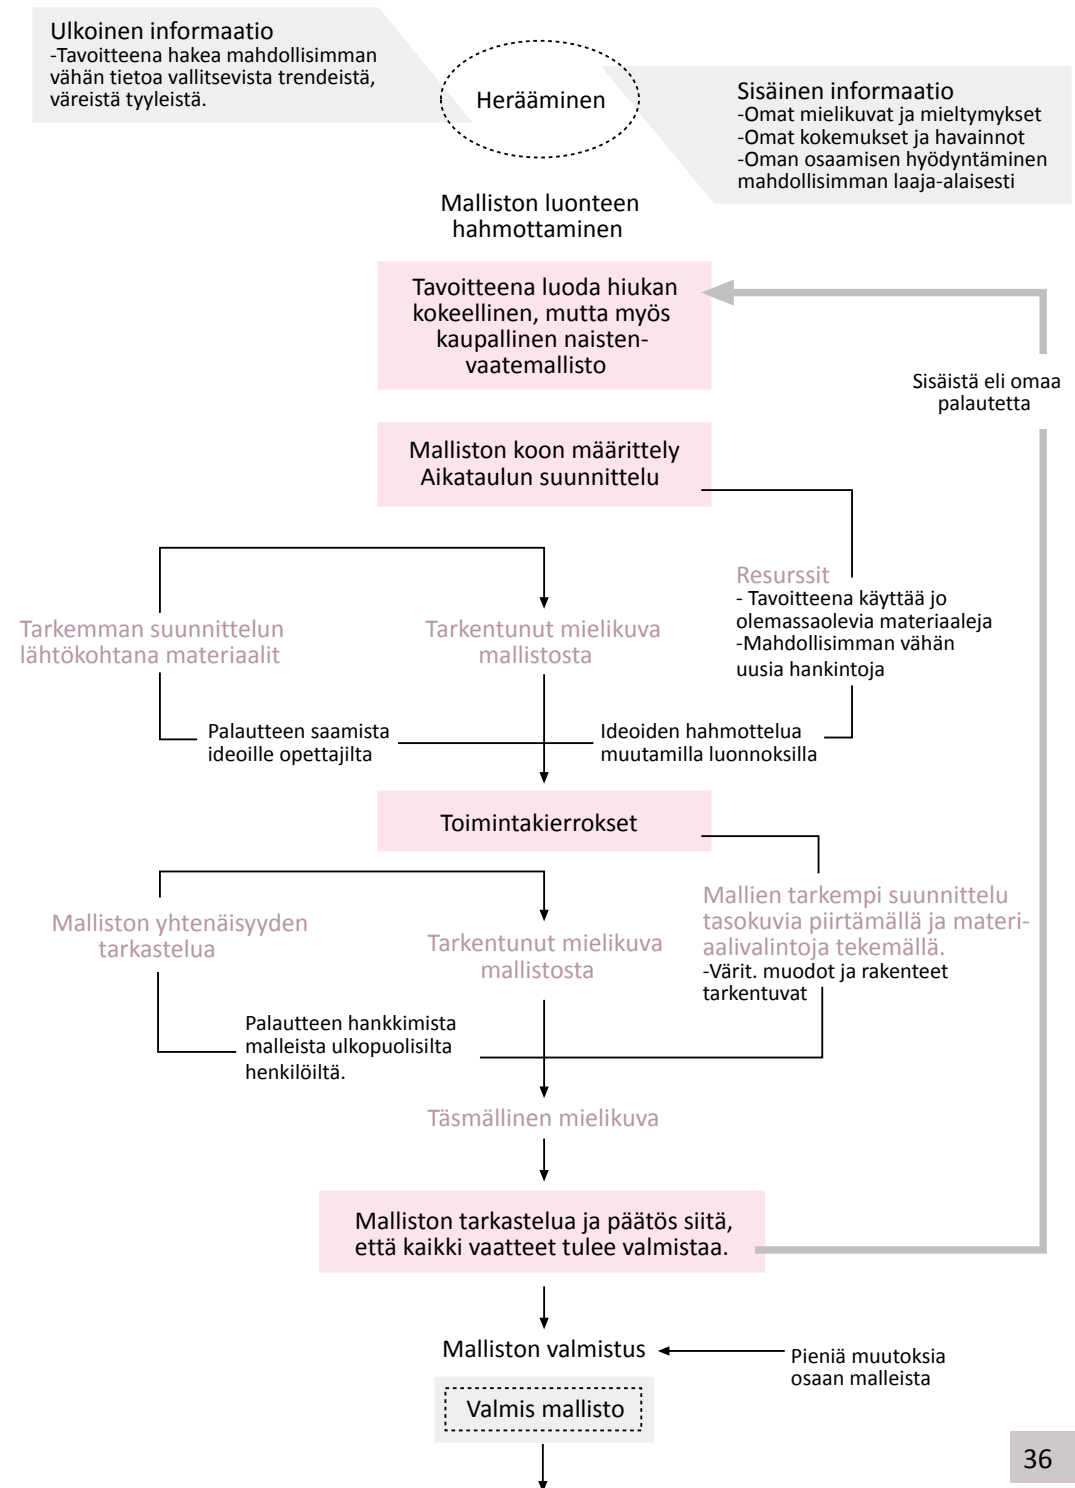 Ulkoinen informaatio
-Tavoitteena hakea mahdollisimman
vähän tietoa vallitsevista trendeistä,
väreistä tyyleistä.
Herääminen
Sisäinen informaatio
-Omat mielikuvat ja mieltymykset
-Omat kokemukset ja havainnot
-Oman osaamisen hyödyntäminen
mahdollisimman laaja-alaisesti
Malliston luonteen
hahmottaminen
Tavoitteena luoda hiukan
kokeellinen, mutta myös
kaupallinen naisten-
vaatemallisto
Sisäistä eli omaa
palautetta
Malliston koon määrittely
Aikataulun suunnittelu
Resurssit
- Tavoitteena käyttää jo
olemassaolevia materiaaleja
-Mahdollisimman vähän
uusia hankintoja
Tarkemman suunnittelun
lähtökohtana materiaalit
Tarkentunut mielikuva
mallistosta
Palautteen saamista
ideoille opettajilta
Ideoiden hahmottelua
muutamilla luonnoksilla
Toimintakierrokset
Malliston yhtenäisyyden
tarkastelua
Tarkentunut mielikuva
mallistosta
Mallien tarkempi suunnittelu
tasokuvia piirtämällä ja materi-
aalivalintoja tekemällä.
-Värit. muodot ja rakenteet
tarkentuvat
Palautteen hankkimista
malleista ulkopuolisilta
henkilöiltä.
Täsmällinen mielikuva
Malliston tarkastelua ja päätös siitä,
että kaikki vaatteet tulee valmistaa.
Malliston valmistus
Pieniä muutoksia
osaan malleista
Valmis mallisto
36